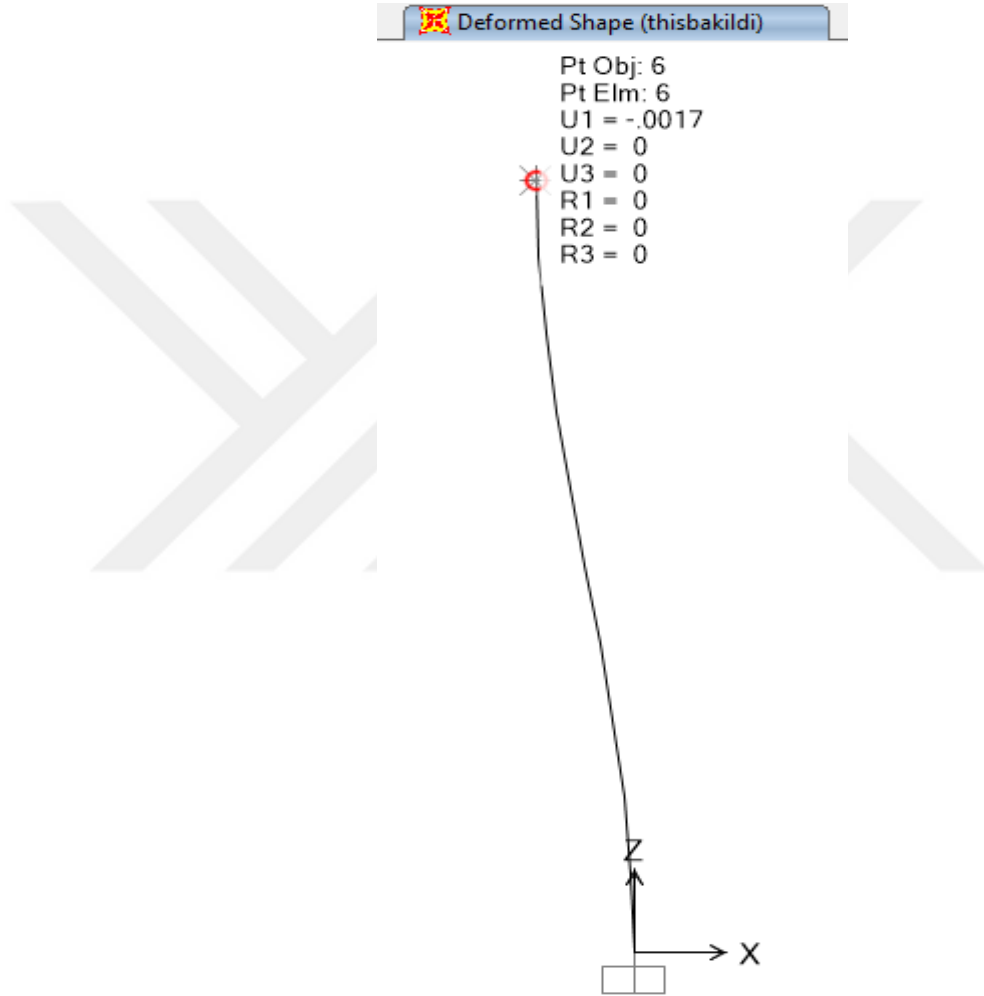 Deformed Shape (thisbakildi)
Pt Obj: 6
Pt Elm: 6
U1 = -.0017
U2 = 0
U3 = 0
R1 = 0
R2 = 0
R3 = 0
Z
X